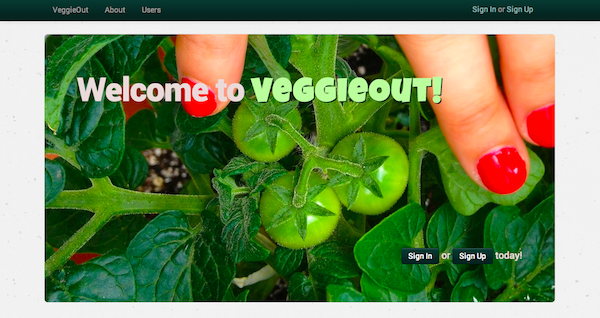 VeggieOut About Users Sign In or Sign Up
Welcome to VEGGIEOUT!
Sign In or Sign Up today!